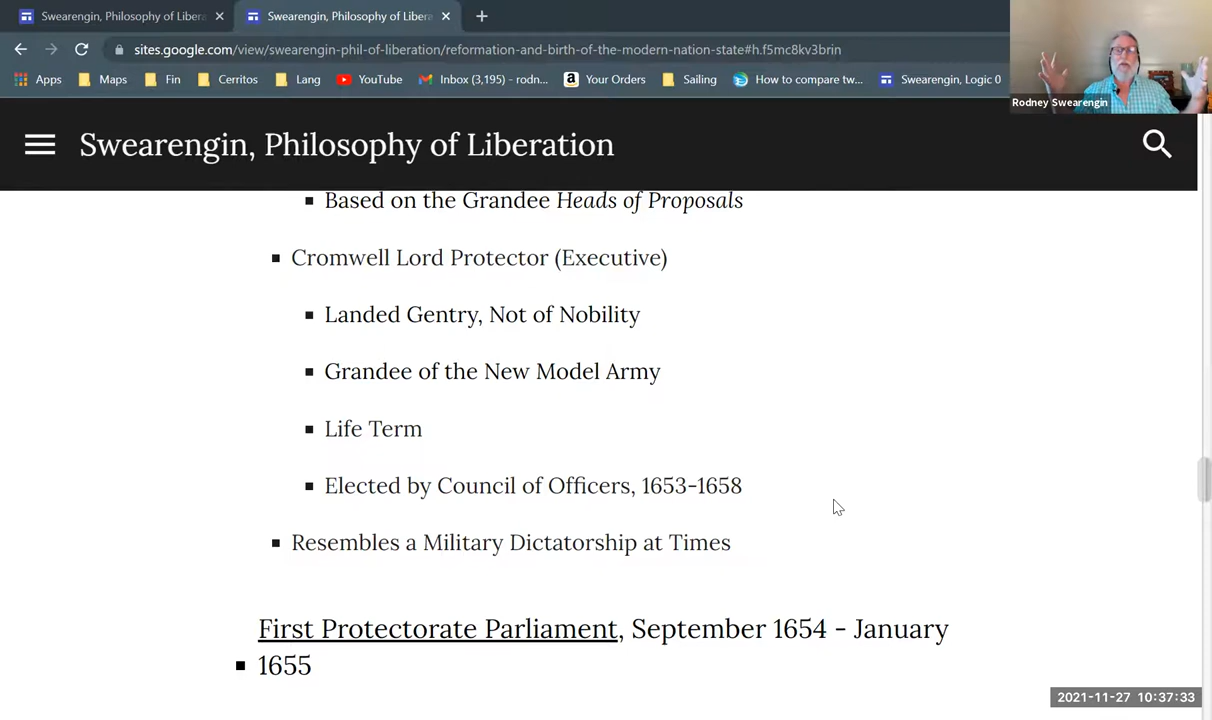 Swearengin, Philosophy of Libera
Swearengin, Philosophy of Libera
sites.google.com/view/swearengin-phil-of-liberation/reformation-and-birth-of-the-modern-nation-state#h.f5mc8kv3brin
Apps Maps Fin Cerritos Lang YouTube Inbox (3,195) - rodn... Your Orders Sailing How to compare tw... Swearengin, Logic 0
Rodney Swearengin
Swearengin, Philosophy of Liberation
Based on the Grandee Heads of Proposals
Cromwell Lord Protector (Executive)
Landed Gentry, Not of Nobility
Grandee of the New Model Army
Life Term
Elected by Council of Officers, 1653-1658
Resembles a Military Dictatorship at Times
First Protectorate Parliament, September 1654 - January
1655
2021-11-27 10:37:33